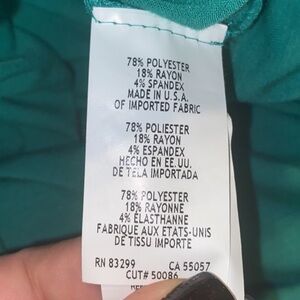 78% POLYESTER
18% RAYON
4% SPANDEX
MADE IN U.S.A.
OF IMPORTED FABRIC
78% POLIESTER
18% RAYON
4% ESPANDEX
HECHO EN EE.UU.
DE TELA IMPORTADA
78% POLYESTER
18% RAYONNE
4% ELASTHANNE
FABRIQUE AUX ETATS-UNIS
DE TISSU IMPORTE
RN 83299 CA 55057
CUT# 50086